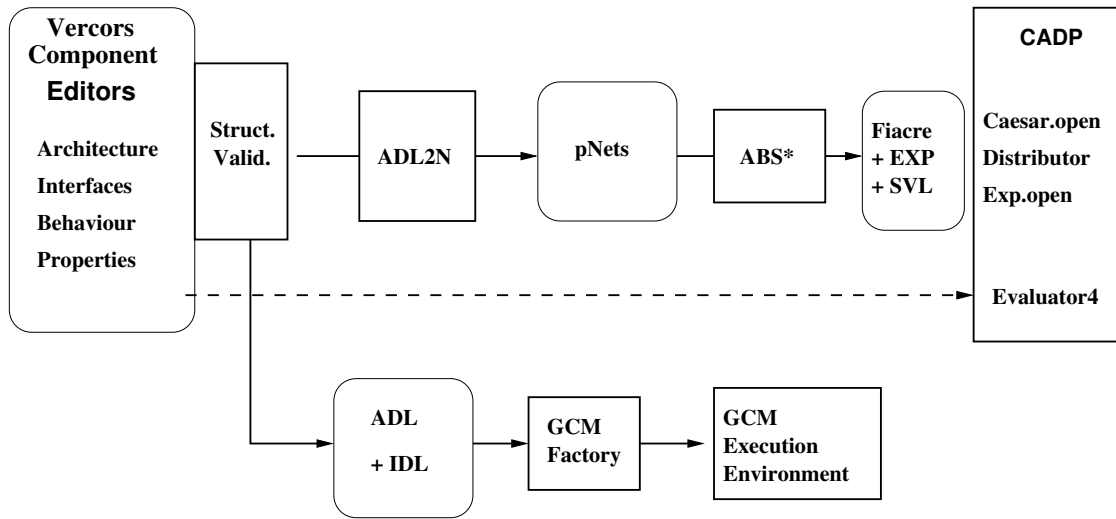 Vercors
Component
Editors
Architecture
Interfaces
Behaviour
Properties
Struct.
Valid.
ADL2N
pNets
ABS*
Fiacre
+ EXP
+ SVL
CADP
Caesar.open
Distributor
Exp.open
Evaluator4
ADL
+ IDL
GCM
Factory
GCM
Execution
Environment